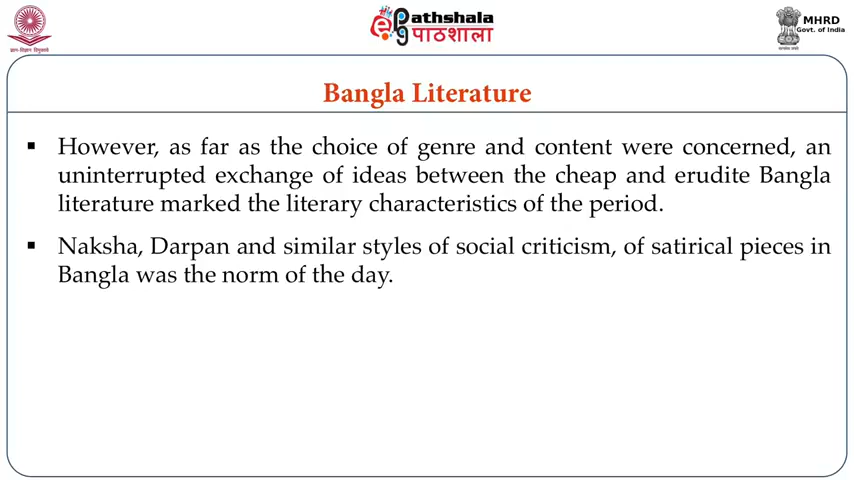 ePathshala
पाठशाला
MHRD
Govt. of India
Bangla Literature
However, as far as the choice of genre and content were concerned, an
uninterrupted exchange of ideas between the cheap and erudite Bangla
literature marked the literary characteristics of the period.
Naksha, Darpan and similar styles of social criticism, of satirical pieces in
Bangla was the norm of the day.